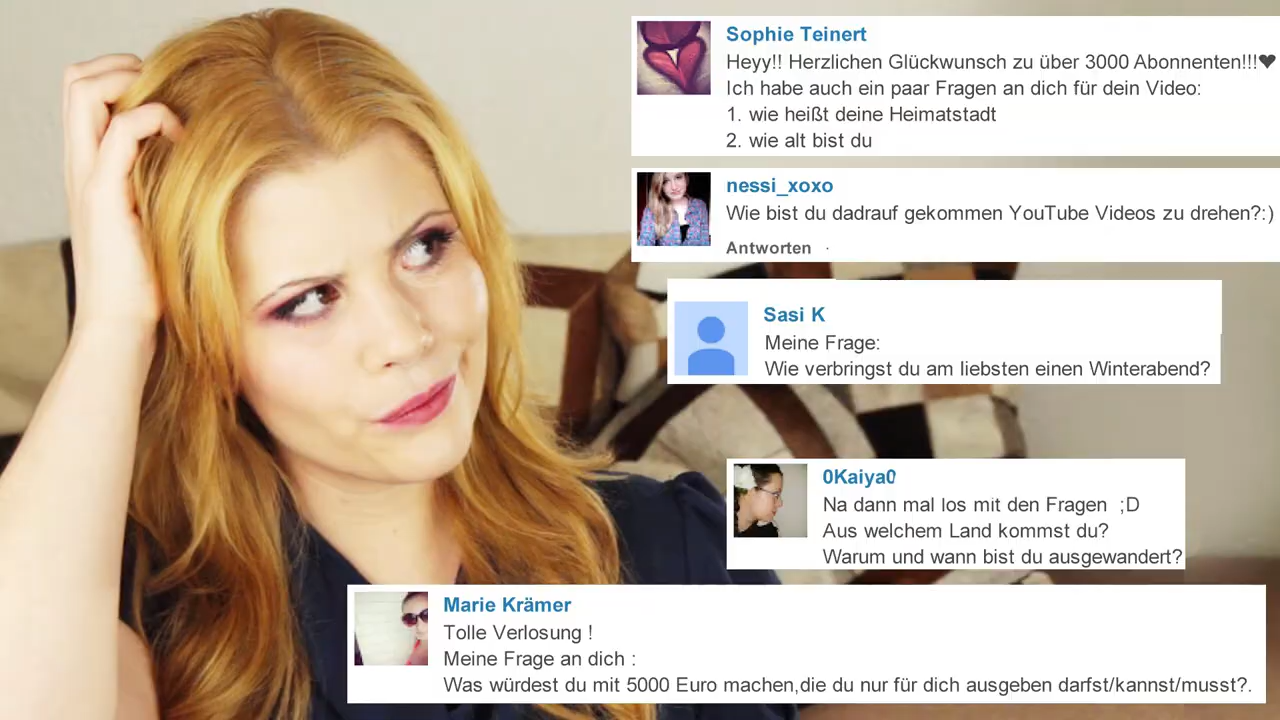 Sophie Teinert
Heyy!! Herzlichen Glückwunsch zu über 3000 Abonnenten!!!♥
Ich habe auch ein paar Fragen an dich für dein Video:
1. wie heißt deine Heimatstadt
2. wie alt bist du
nessi_xoxo
Wie bist du dadrauf gekommen YouTube Videos zu drehen?:)
Antworten ·
Sasi K
Meine Frage:
Wie verbringst du am liebsten einen Winterabend?
0Kaiya0
Na dann mal los mit den Fragen ;D
Aus welchem Land kommst du?
Warum und wann bist du ausgewandert?
Marie Krämer
Tolle Verlosung !
Meine Frage an dich :
Was würdest du mit 5000 Euro machen,die du nur für dich ausgeben darfst/kannst/musst?.